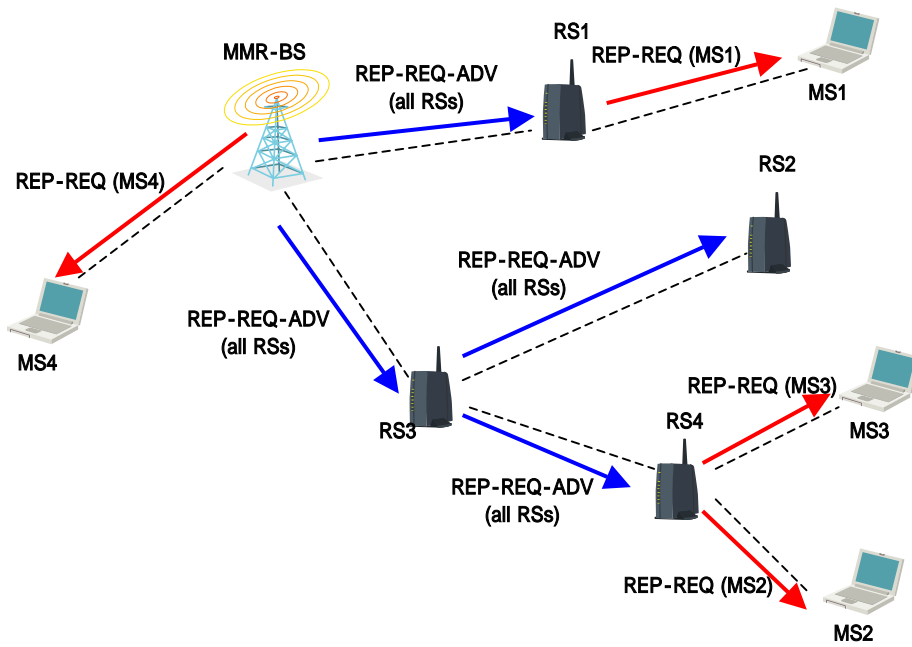 RS1
MMR-BS
REP-REQ (MS1)
REP-REQ-ADV
(all RSs)
MS1
RS2
REP-REQ (MS4)
REP-REQ-ADV
(all RSs)
REP-REQ-ADV
(all RSs)
MS4
REP-REQ (MS3)
RS3
RS4
MS3
REP-REQ-ADV
(all RSs)
REP-REQ (MS2)
MS2